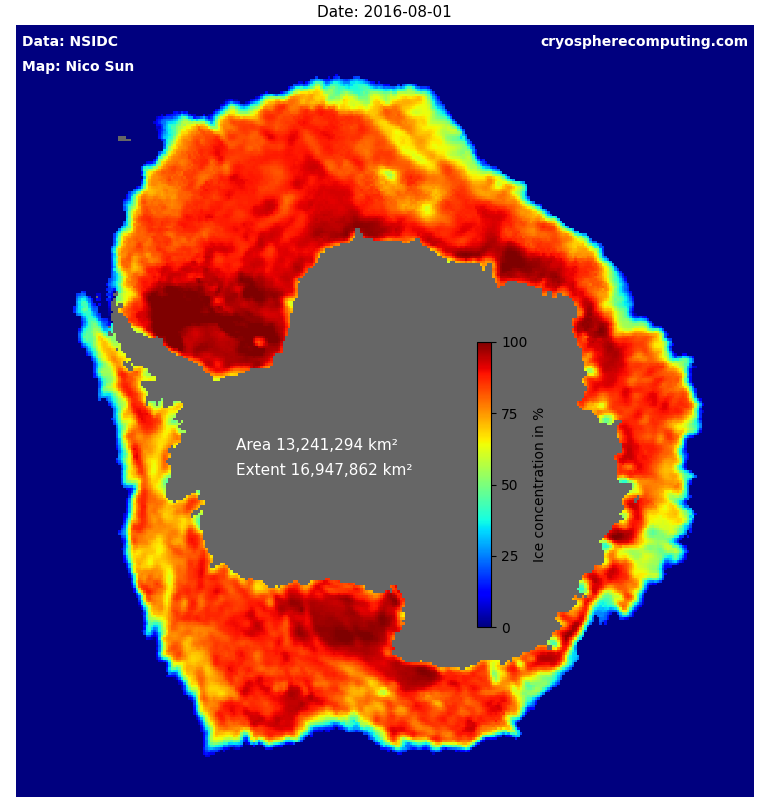 Date: 2016-08-01
Data: NSIDC
cryospherecomputing.com
Map: Nico Sun
100
75
50
25
0
Ice concentration in %
Area 13,241,294 km²
Extent 16,947,862 km²